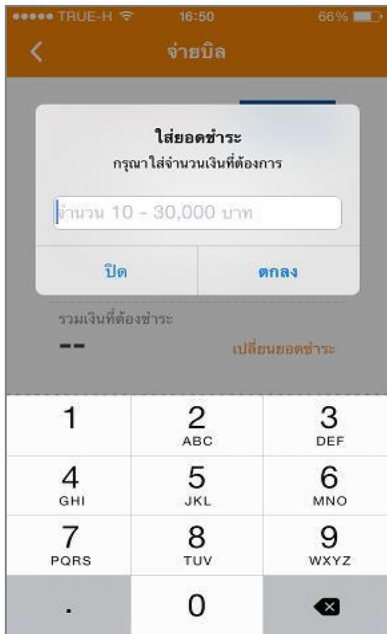 TRUE-H 16:50 66%
จ่ายบิล
ใส่ยอดชำระ
กรุณาใส่จำนวนเงินที่ต้องการ
จำนวน 10 - 30,000 บาท
ปิด ตกลง
รวมเงินที่ต้องชำระ
--
เปลี่ยนยอดชำระ
1 2 3
ABC DEF
4 5 6
GHI JKL MNO
7 8 9
PQRS TUV WXYZ
. 0